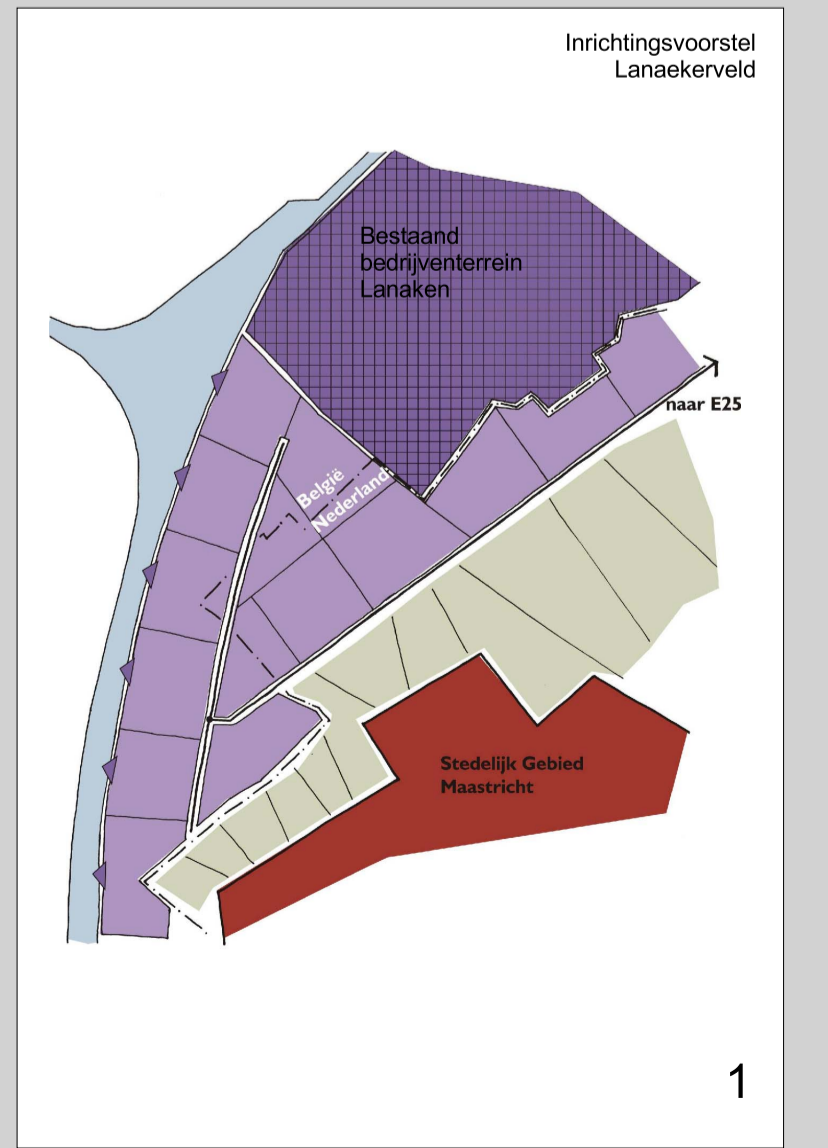 Inrichtingsvoorstel
Lanaekerveld
Bestaand
bedrijventerrein
Lanaken
naar E25
België
Nederland
Stedelijk Gebied
Maastricht
1